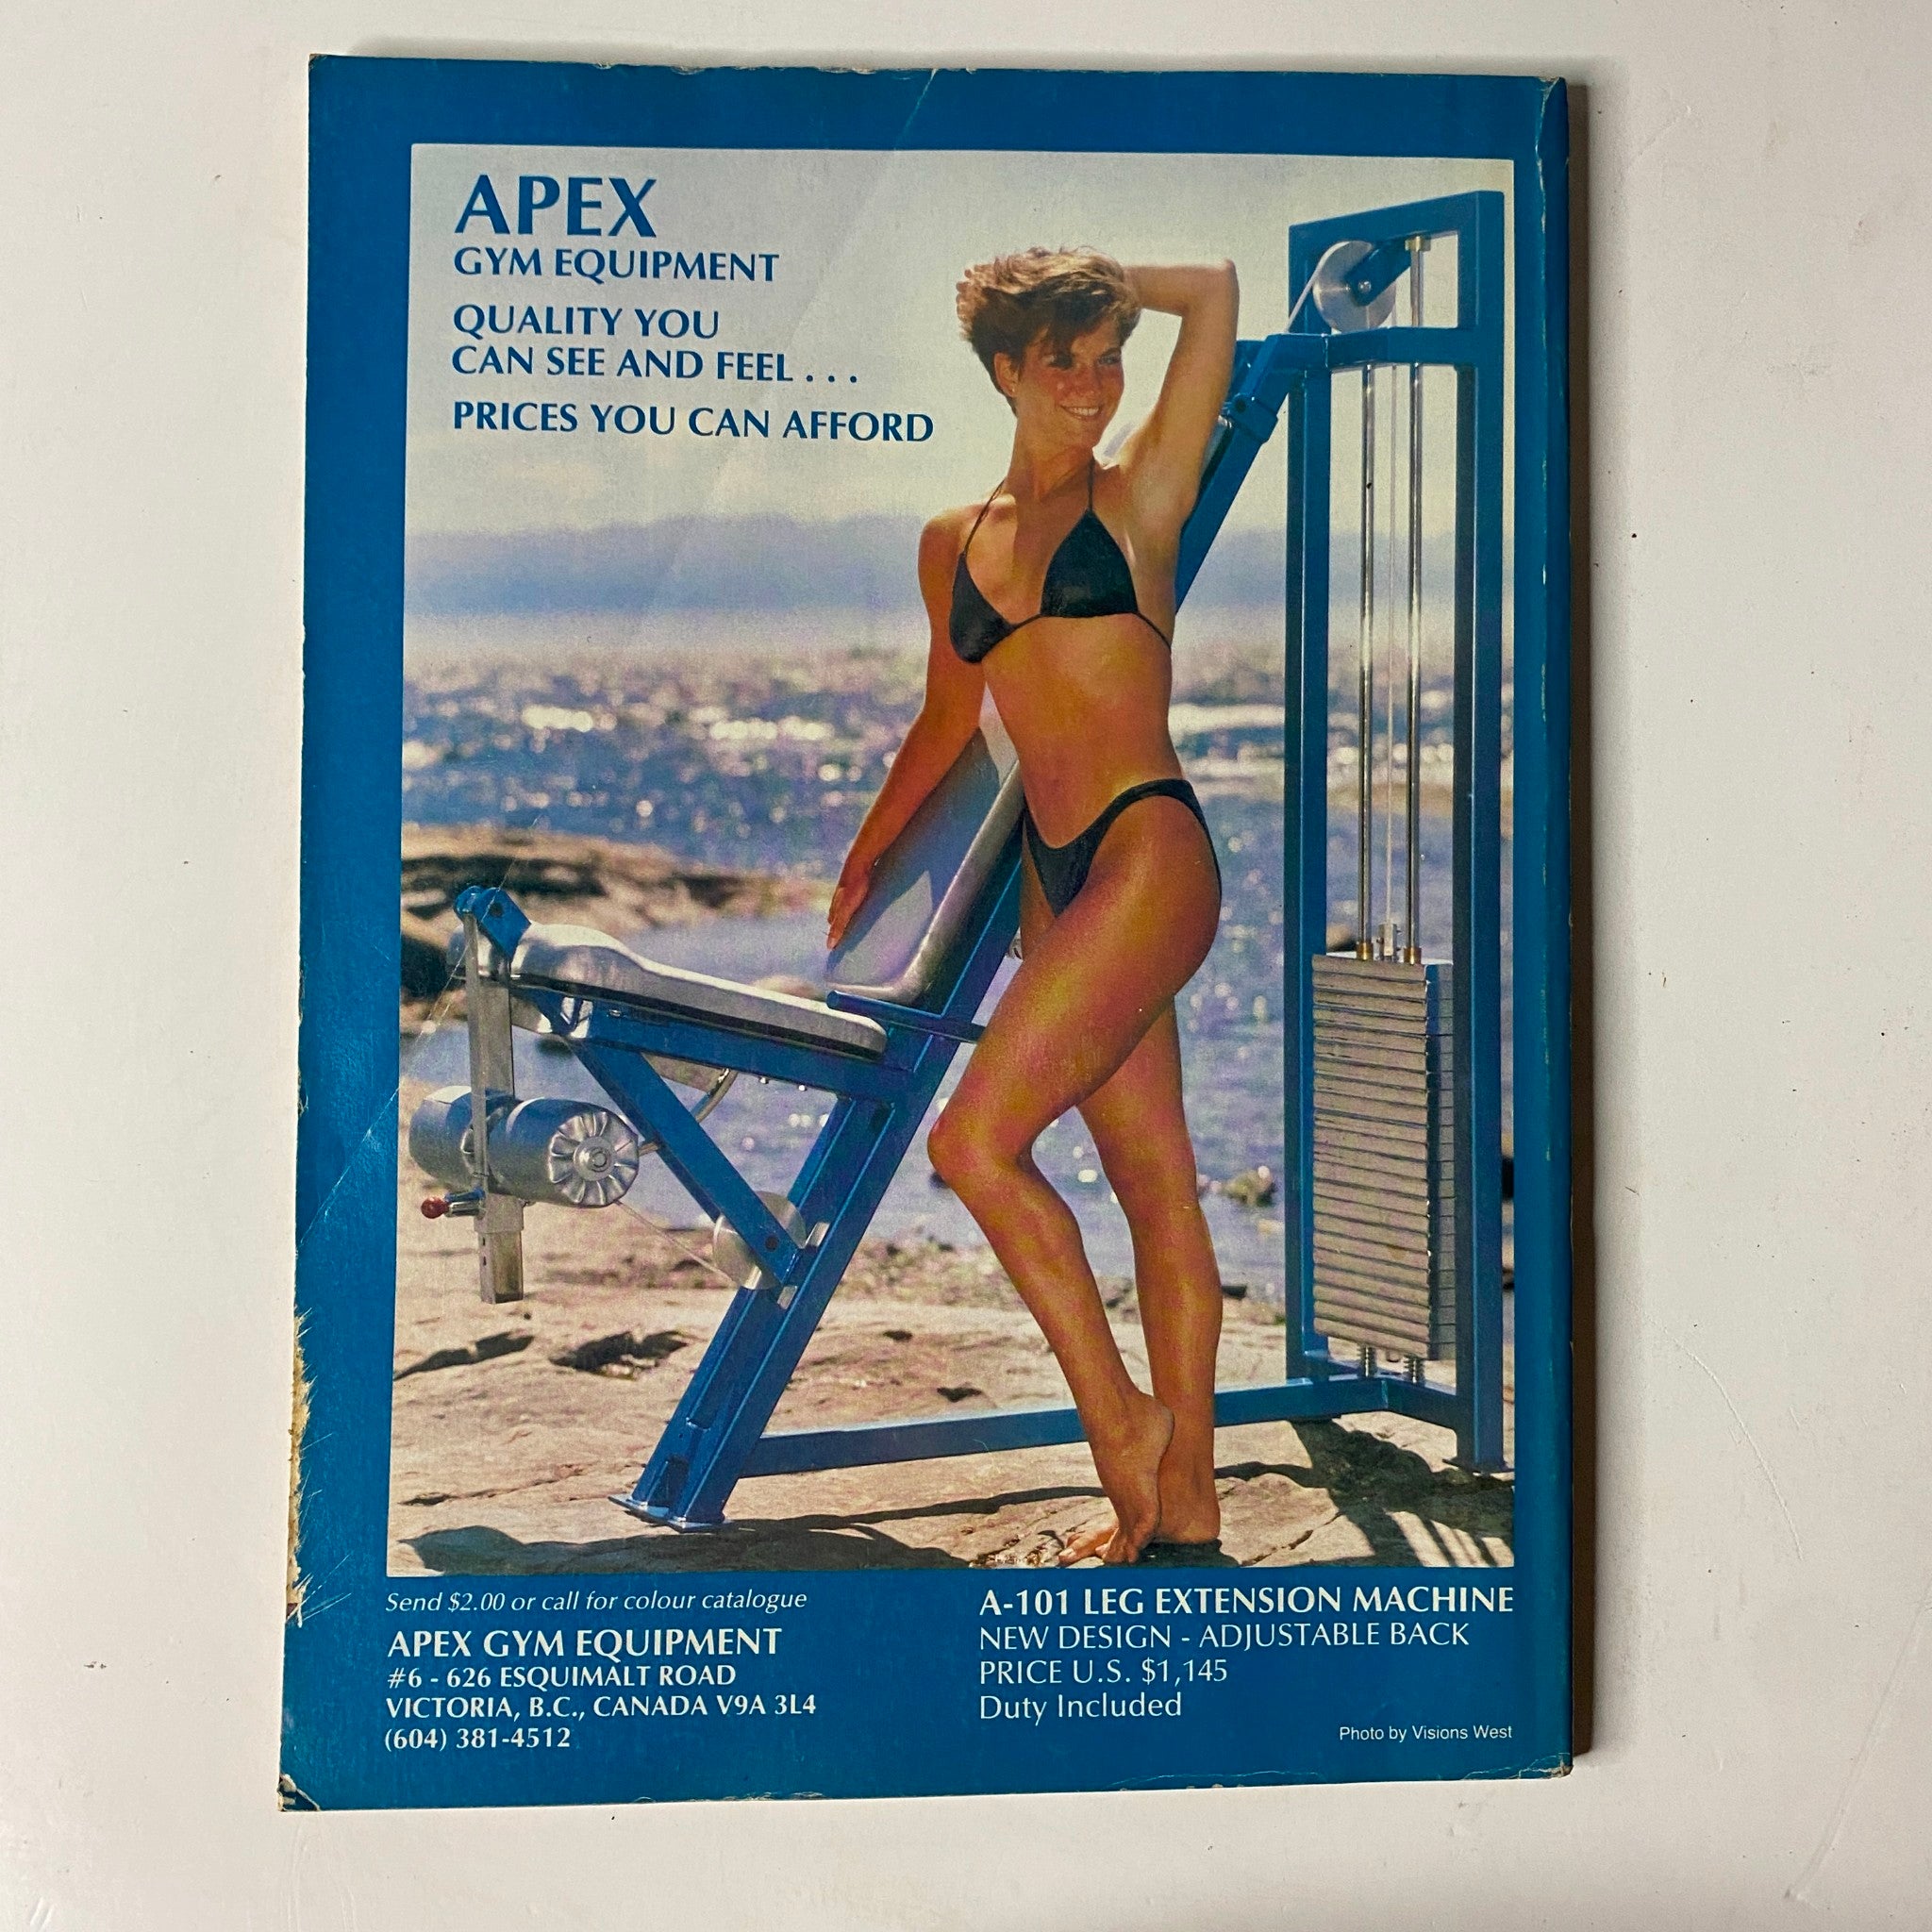 APEX
GYM EQUIPMENT
QUALITY YOU
CAN SEE AND FEEL . . .
PRICES YOU CAN AFFORD
Send $2.00 or call for colour catalogue
APEX GYM EQUIPMENT
#6 - 626 ESQUIMALT ROAD
VICTORIA, B.C., CANADA V9A 3L4
(604) 381-4512
A-101 LEG EXTENSION MACHINE
NEW DESIGN - ADJUSTABLE BACK
PRICE U.S. $1,145
Duty Included
Photo by Visions West